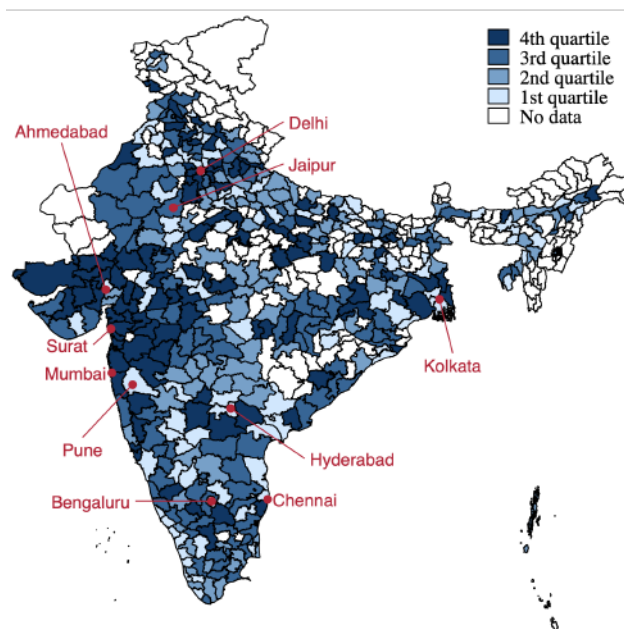 4th quartile
3rd quartile
2nd quartile
1st quartile
No data
Delhi
Ahmedabad
Jaipur
Surat
Mumbai
Kolkata
Pune
Hyderabad
Bengaluru
Chennai